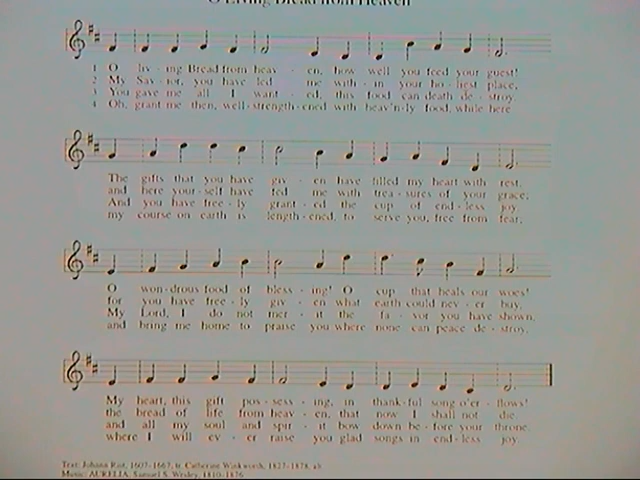 O Living Bread from Heaven
1 O liv - ing Bread from heav - en, how well you feed your guest!
2 My Sav - ior, you have led me with - in your ho - liest place,
3 You gave me all I want - ed; this food can death de - stroy.
4 Oh, grant me then, well-strength-ened with heav'n-ly food, while here
The gifts that you have giv - en have filled my heart with rest.
and here your-self have fed me with trea - sures of your grace;
And you have free - ly grant - ed the cup of end - less joy.
my course on earth is length-ened, to serve you, free from fear,
O won-drous food of bless - ing! O cup that heals our woes!
for you have free - ly giv - en what earth could nev - er buy,
My Lord, I do not mer - it the fa - vor you have shown,
and bring me home to praise you where none can peace de - stroy,
My heart, this gift pos - sess - ing, in thank-ful song o'er - flows!
the bread of life from heav - en, that now I shall not die.
and all my soul and spir - it bow down be - fore your throne.
where I will ev - er raise you glad songs in end - less joy.
Text: Johann Rist, 1607-1667; tr. Catherine Winkworth, 1827-1878, alt.
Music: AURELIA, Samuel S. Wesley, 1810-1876